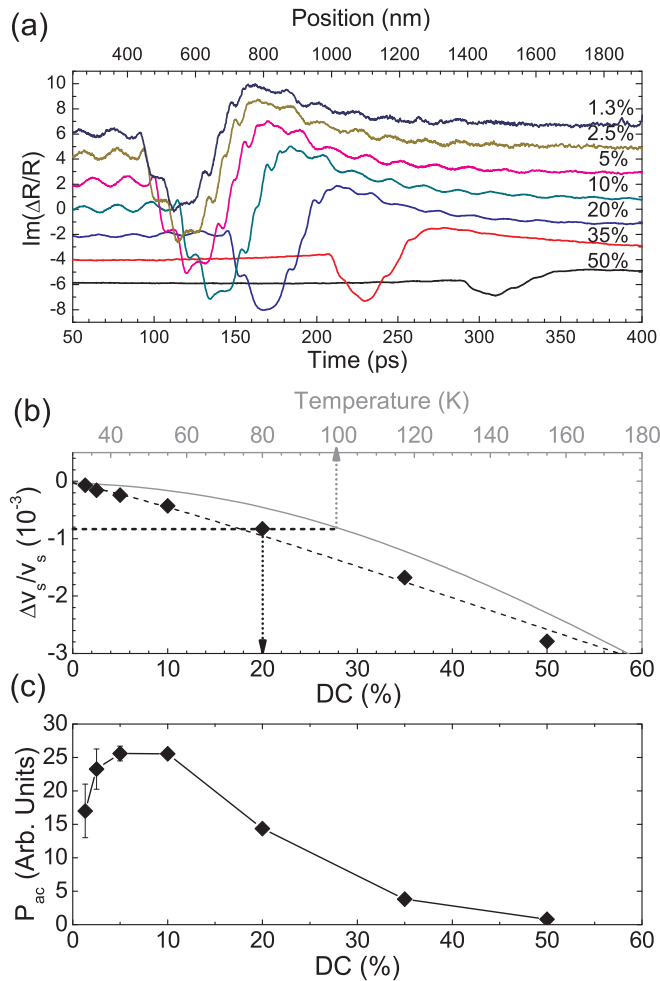 (a)
Position (nm)
400 600 800 1000 1200 1400 1600 1800
Im(ΔR/R)
10
8
6
4
2
0
-2
-4
-6
-8
1.3%
2.5%
5%
10%
20%
35%
50%
50 100 150 200 250 300 350 400
Time (ps)
(b)
Temperature (K)
40 60 80 100 120 140 160 180
Δvs/vs (10-3)
0
-1
-2
-3
0 10 20 30 40 50 60
DC (%)
(c)
Pac (Arb. Units)
30
25
20
15
10
5
0
0 10 20 30 40 50 60
DC (%)